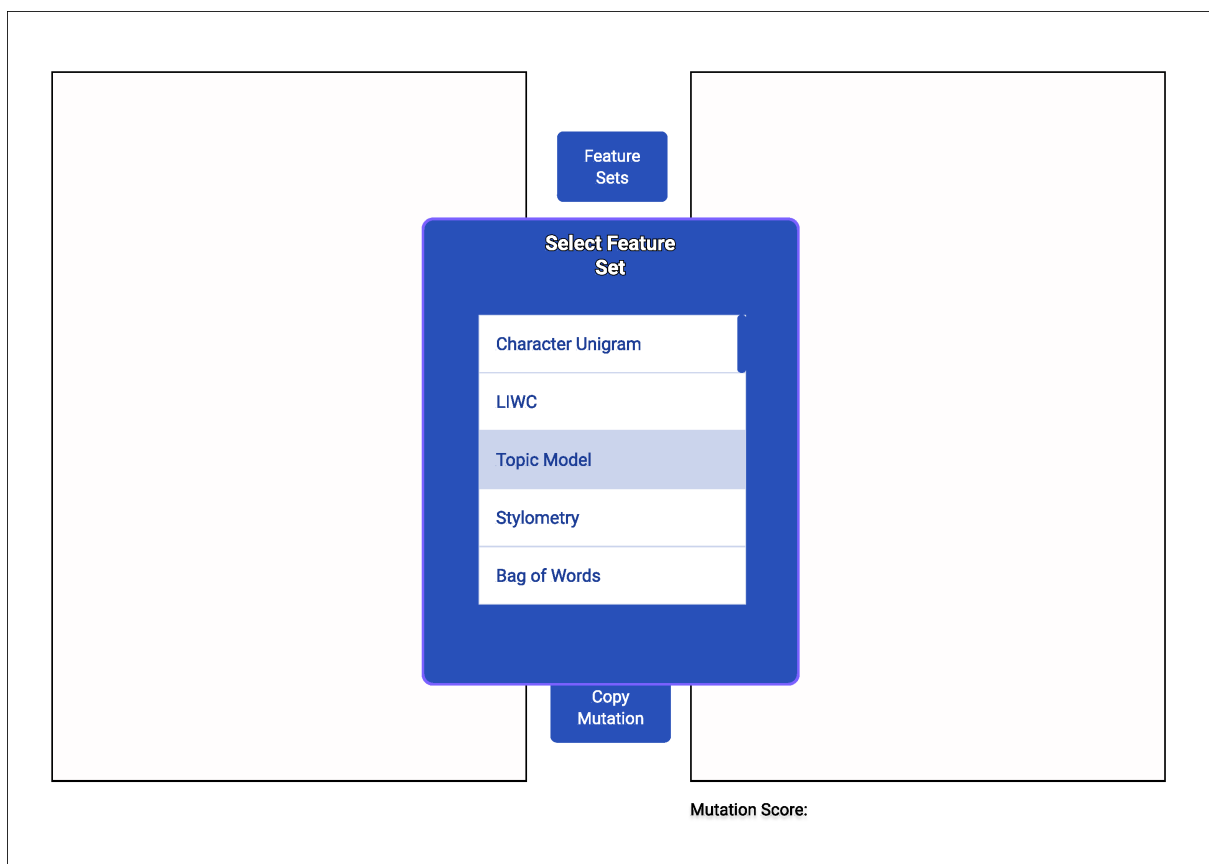 Feature
Sets
Select Feature
Set
Character Unigram
LIWC
Topic Model
Stylometry
Bag of Words
Copy
Mutation
Mutation Score: